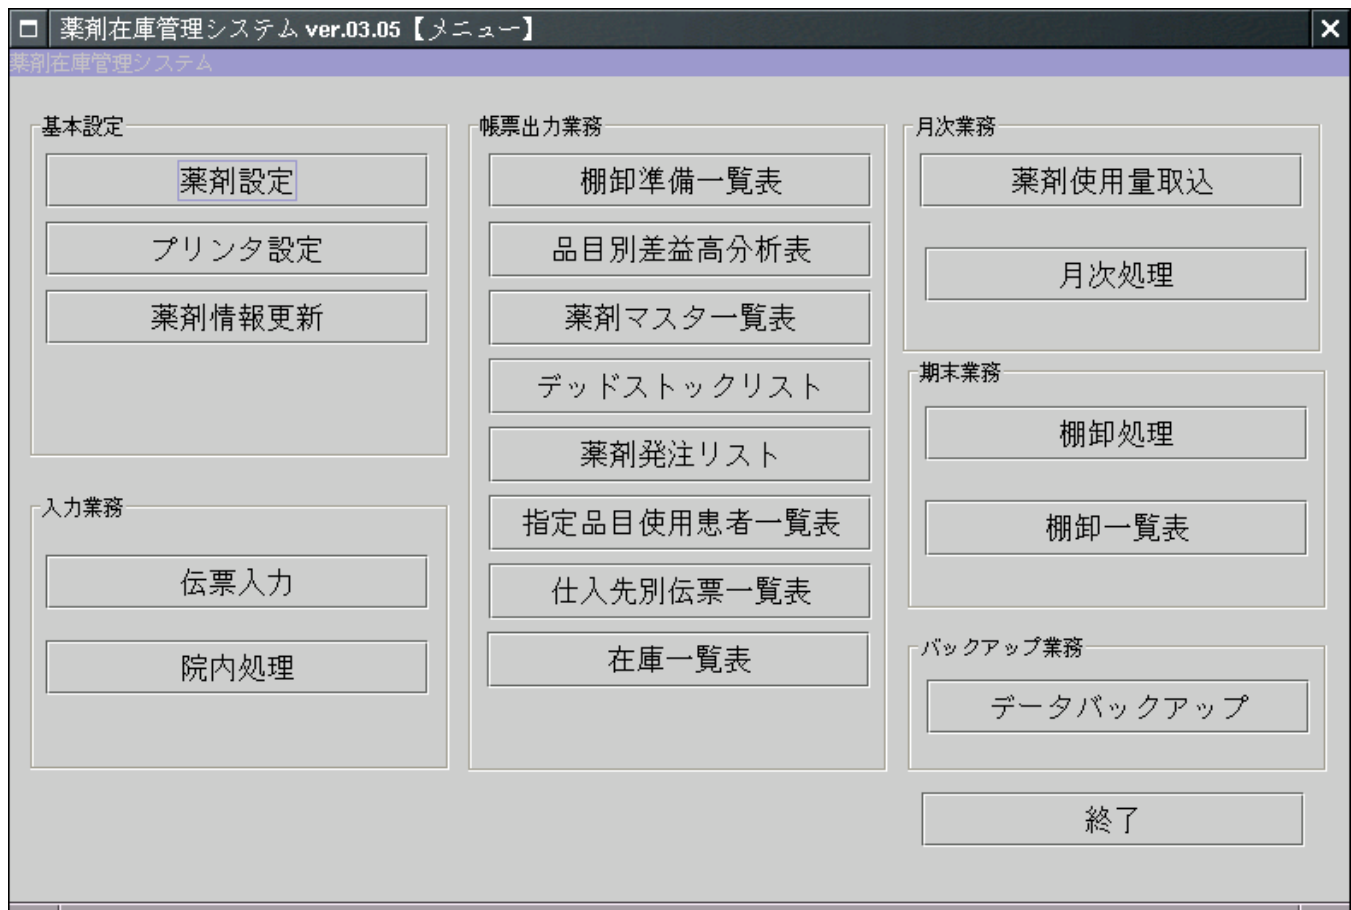 薬剤在庫管理システム ver.03.05【メニュー】
薬剤在庫管理システム
基本設定
薬剤設定
プリンタ設定
薬剤情報更新
入力業務
伝票入力
院内処理
帳票出力業務
棚卸準備一覧表
品目別差益高分析表
薬剤マスタ一覧表
デッドストックリスト
薬剤発注リスト
指定品目使用患者一覧表
仕入先別伝票一覧表
在庫一覧表
月次業務
薬剤使用量取込
月次処理
期末業務
棚卸処理
棚卸一覧表
バックアップ業務
データバックアップ
終了